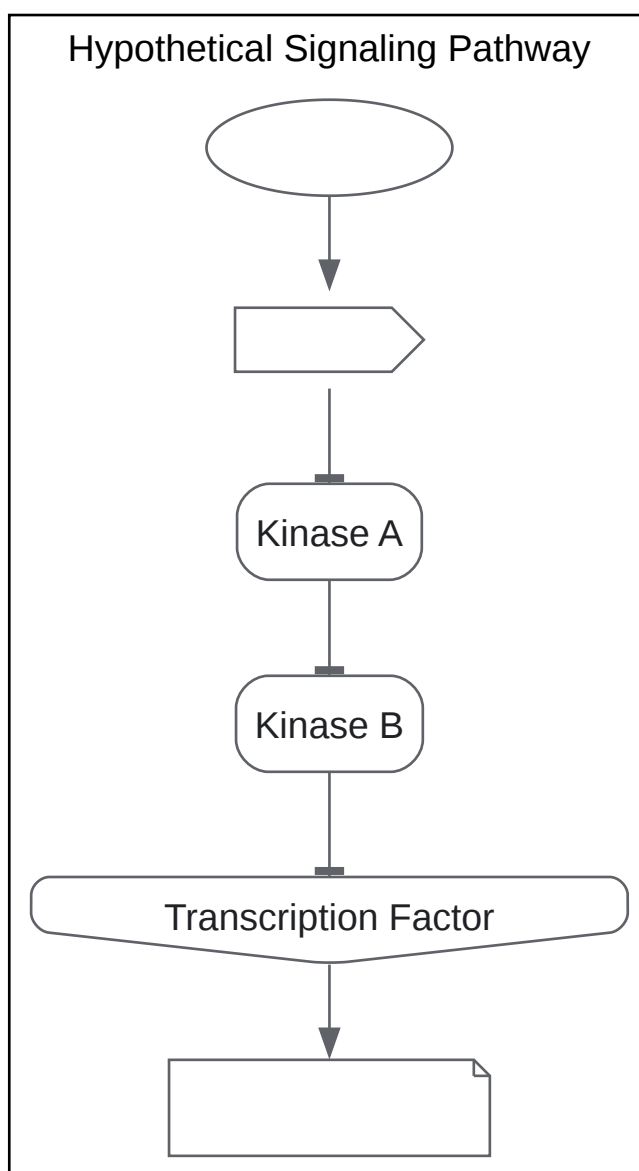 Hypothetical Signaling Pathway
Kinase A
Kinase B
Transcription Factor